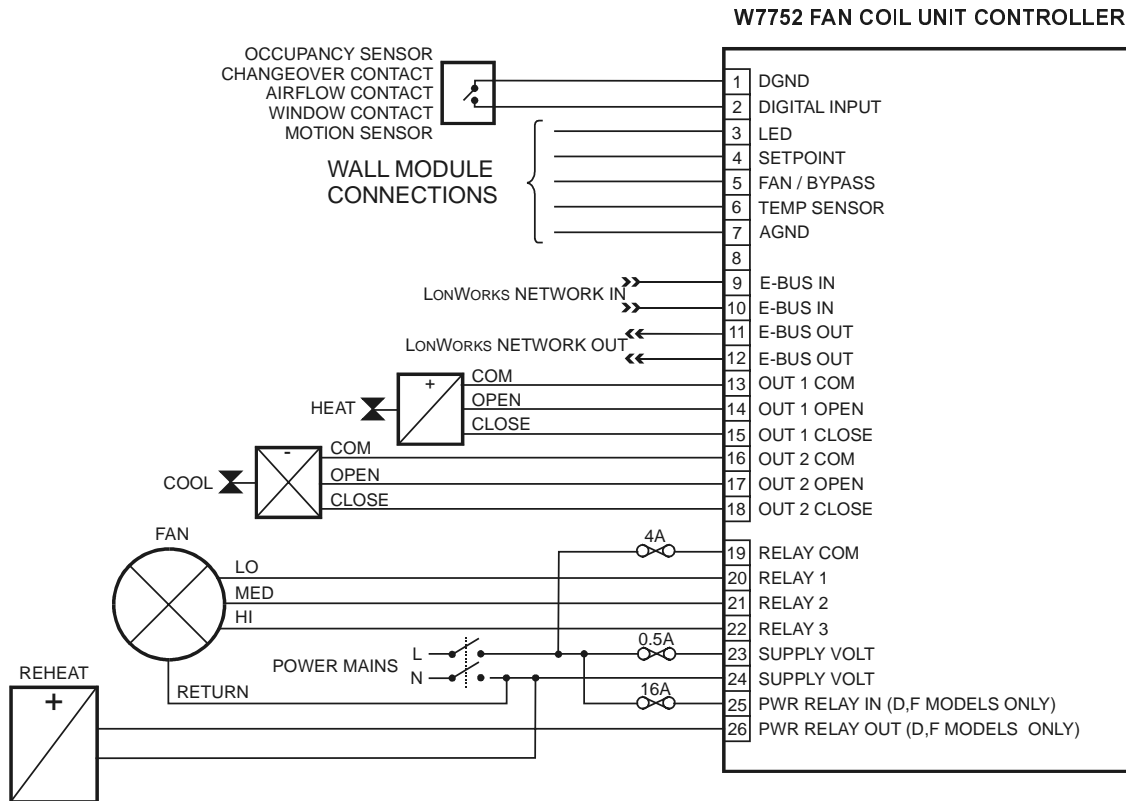 W7752 FAN COIL UNIT CONTROLLER
OCCUPANCY SENSOR
CHANGEOVER CONTACT
AIRFLOW CONTACT
WINDOW CONTACT
MOTION SENSOR
1 DGND
2 DIGITAL INPUT
WALL MODULE
CONNECTIONS
3 LED
4 SETPOINT
5 FAN / BYPASS
6 TEMP SENSOR
7 AGND
8
LONWORKS NETWORK IN
9 E-BUS IN
10 E-BUS IN
LONWORKS NETWORK OUT
11 E-BUS OUT
12 E-BUS OUT
HEAT
+
COM
13 OUT 1 COM
OPEN
14 OUT 1 OPEN
CLOSE
15 OUT 1 CLOSE
COOL
-
COM
16 OUT 2 COM
OPEN
17 OUT 2 OPEN
CLOSE
18 OUT 2 CLOSE
FAN
4A
19 RELAY COM
LO
20 RELAY 1
MED
21 RELAY 2
HI
22 RELAY 3
POWER MAINS
L
0.5A
23 SUPPLY VOLT
N
24 SUPPLY VOLT
RETURN
16A
25 PWR RELAY IN (D,F MODELS ONLY)
REHEAT
+
26 PWR RELAY OUT (D,F MODELS ONLY)